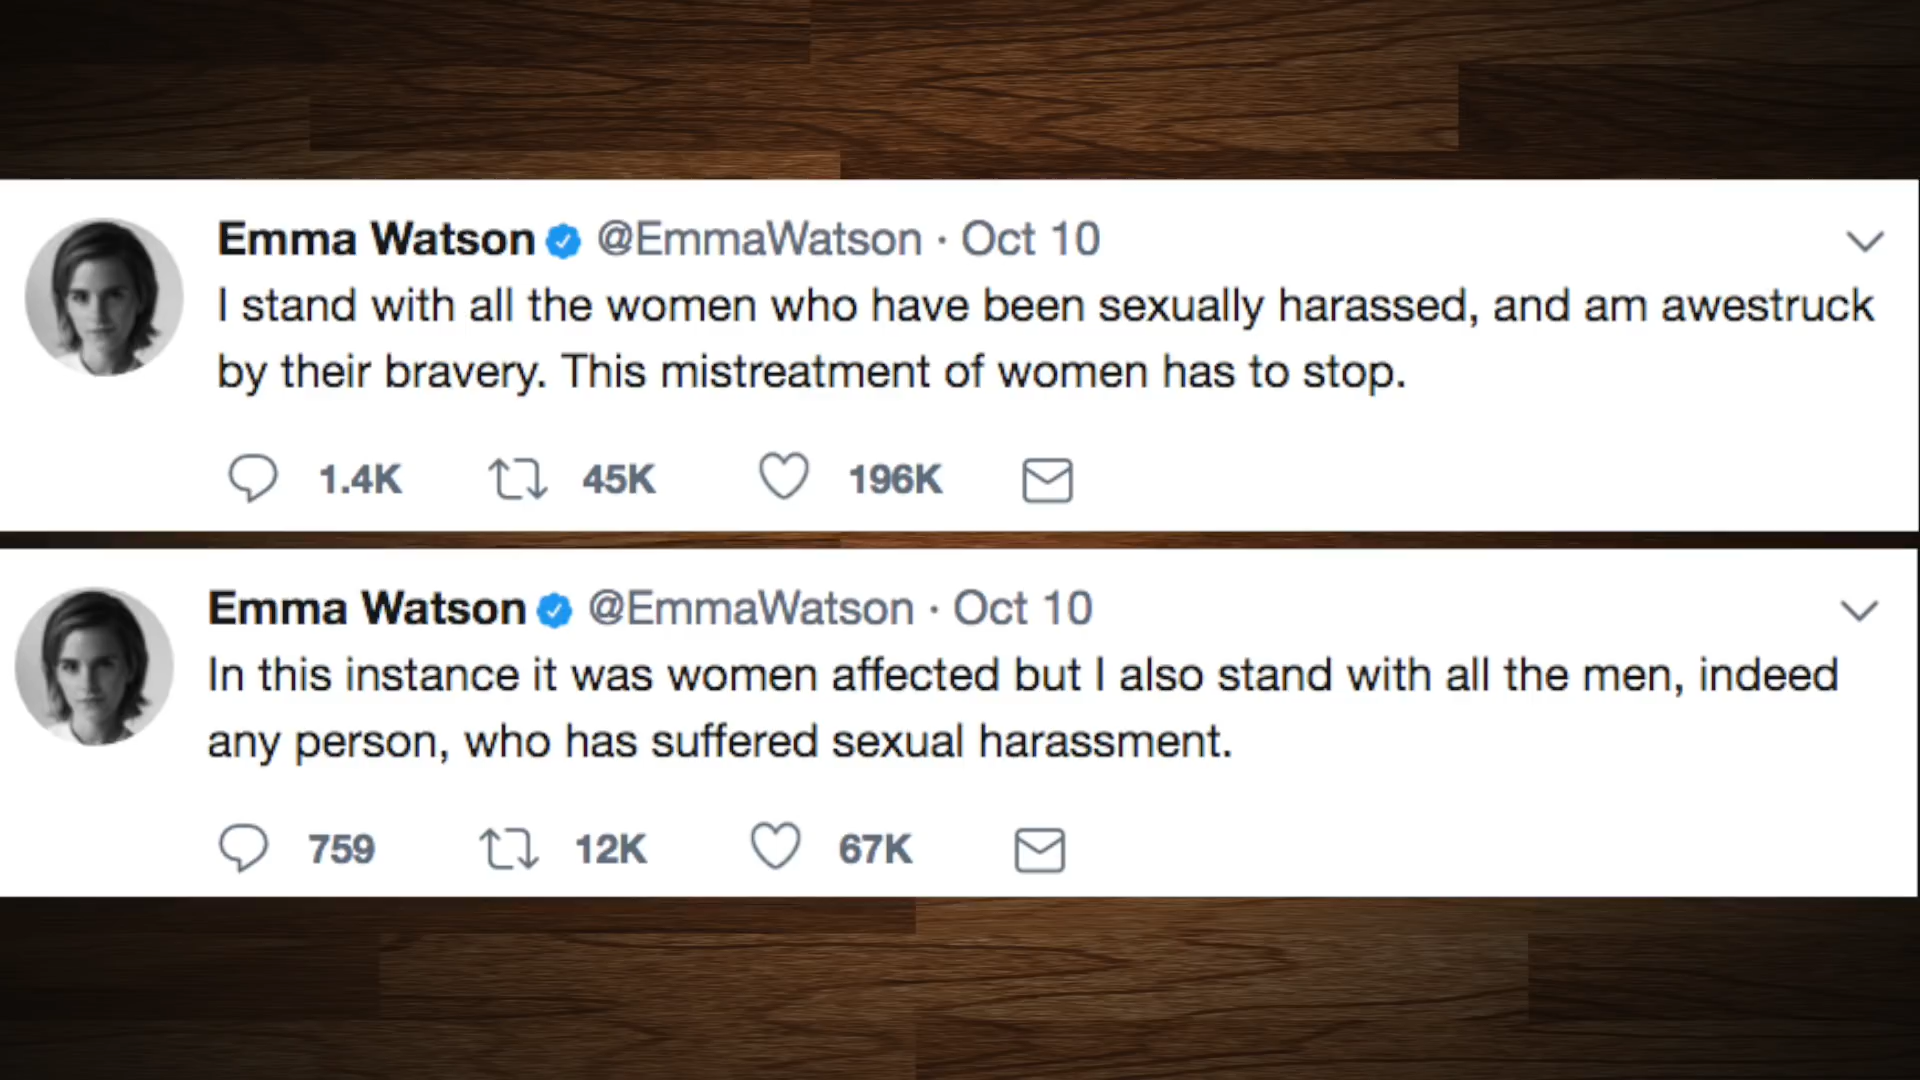 Emma Watson @EmmaWatson · Oct 10
I stand with all the women who have been sexually harassed, and am awestruck
by their bravery. This mistreatment of women has to stop.
1.4K 45K 196K
Emma Watson @EmmaWatson · Oct 10
In this instance it was women affected but I also stand with all the men, indeed
any person, who has suffered sexual harassment.
759 12K 67K